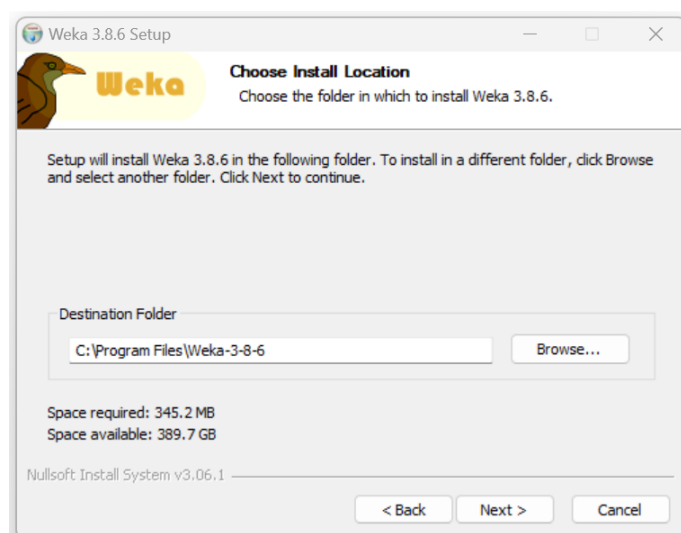 Weka 3.8.6 Setup
Weka
Choose Install Location
Choose the folder in which to install Weka 3.8.6.
Setup will install Weka 3.8.6 in the following folder. To install in a different folder, click Browse
and select another folder. Click Next to continue.
Destination Folder
C:\Program Files\Weka-3-8-6
Browse...
Space required: 345.2 MB
Space available: 389.7 GB
Nullsoft Install System v3.06.1
< Back
Next >
Cancel